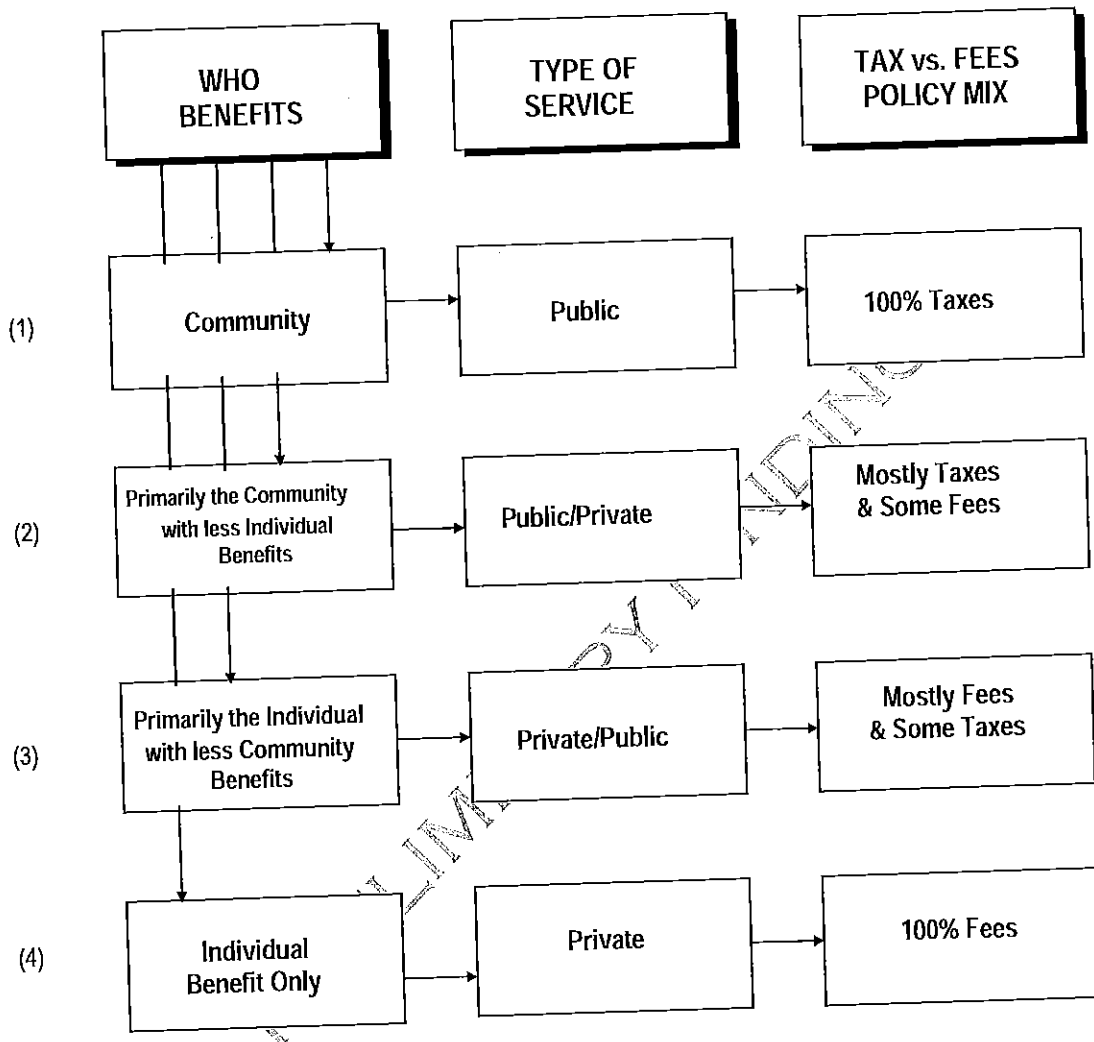 WHO
BENEFITS
TYPE OF
SERVICE
TAX vs. FEES
POLICY MIX
(1)
Community
Public
100% Taxes
(2)
Primarily the Community
with less Individual
Benefits
Public/Private
Mostly Taxes
& Some Fees
(3)
Primarily the Individual
with less Community
Benefits
Private/Public
Mostly Fees
& Some Taxes
(4)
Individual
Benefit Only
Private
100% Fees